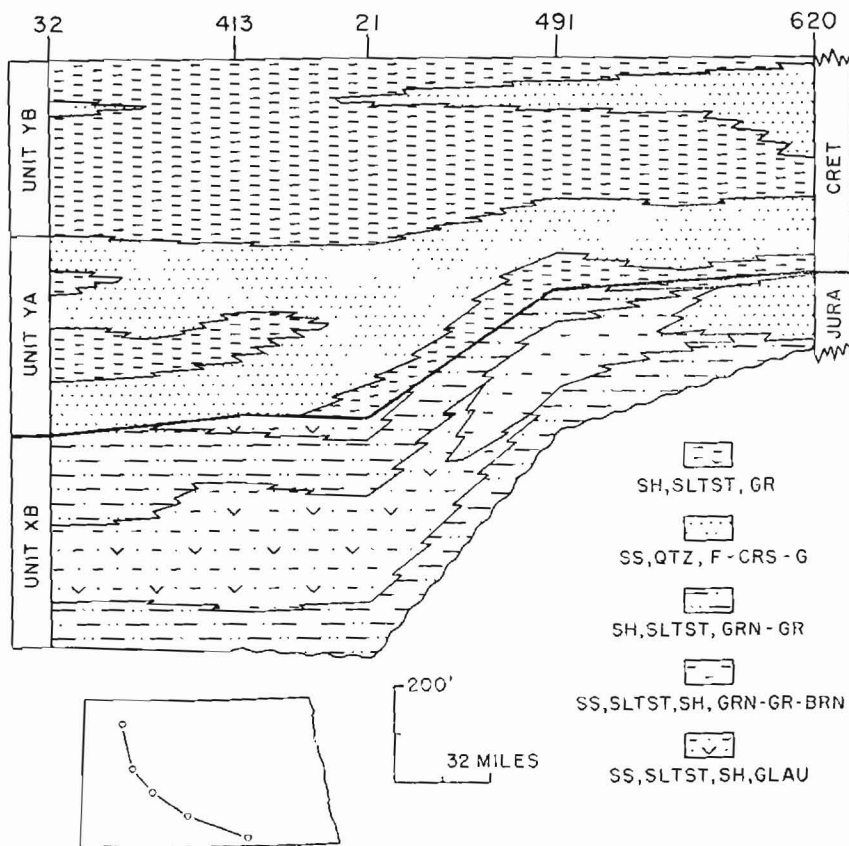 32 413 21 491 620
UNIT YB
UNIT YA
UNIT XB
CRET
JURA
SH,SLTST,GR
SS,QTZ,F-CRS-G
SH,SLTST,GRN-GR
SS,SLTST,SH,GRN-GR-BRN
SS,SLTST,SH,GLAU
200'
32 MILES